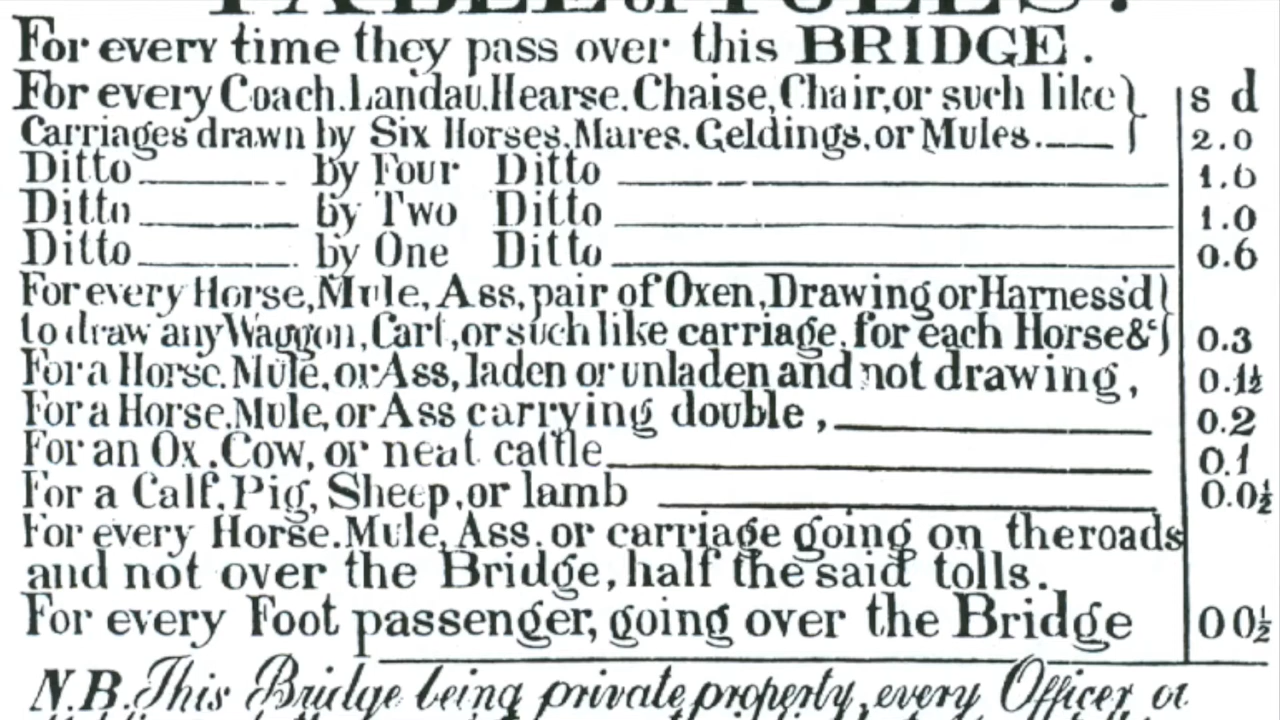 TABLE of TOLLS.
For every time they pass over this BRIDGE.
For every Coach. Landau. Hearse. Chaise, Chair, or such like } s d
Carriages drawn by Six Horses. Mares. Geldings, or Mules. 2.0
Ditto by Four Ditto 1.6
Ditto by Two Ditto 1.0
Ditto by One Ditto 0.6
For every Horse, Mule, Ass, pair of Oxen, Drawing or Harness'd }
to draw any Waggon, Cart, or such like carriage, for each Horse &c 0.3
For a Horse. Mule, or Ass, laden or unladen and not drawing, 0.1½
For a Horse. Mule, or Ass carrying double, 0.2
For an Ox. Cow, or neat cattle 0.1
For a Calf. Pig, Sheep, or lamb 0.0½
For every Horse. Mule, Ass. or carriage going on the roads
and not over the Bridge, half the said tolls.
For every Foot passenger, going over the Bridge 0 0½
N.B. This Bridge being private property, every Officer or